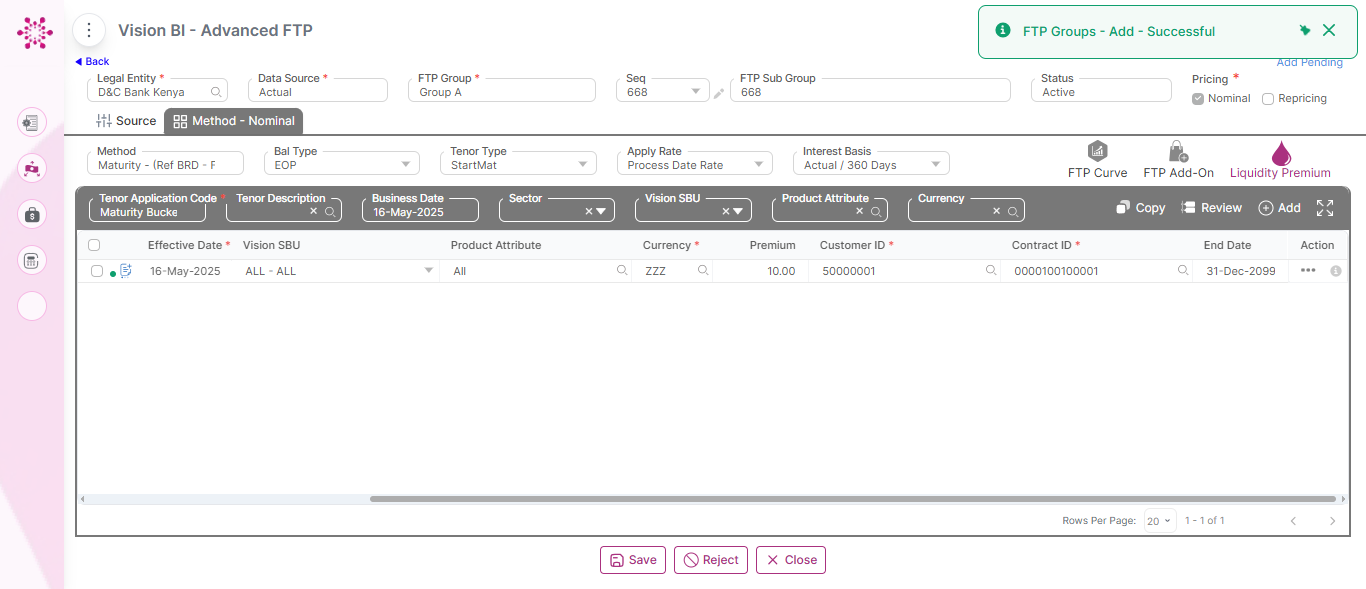 Vision BI - Advanced FTP
FTP Groups - Add - Successful
Back
Add Pending
Legal Entity *
D&C Bank Kenya
Data Source *
Actual
FTP Group *
Group A
Seq
668
FTP Sub Group
668
Status
Active
Pricing *
Nominal
Repricing
Source
Method - Nominal
Method
Maturity - (Ref BRD - F
Bal Type
EOP
Tenor Type
StartMat
Apply Rate
Process Date Rate
Interest Basis
Actual / 360 Days
FTP Curve
FTP Add-On
Liquidity Premium
Tenor Application Code *
Maturity Bucke
Tenor Description
Business Date
16-May-2025
Sector
Vision SBU
Product Attribute
Currency
Copy
Review
Add
Effective Date * Vision SBU Product Attribute Currency * Premium Customer ID * Contract ID * End Date Action
16-May-2025 ALL - ALL All ZZZ 10.00 50000001 0000100100001 31-Dec-2099
Rows Per Page: 20 1 - 1 of 1
Save
Reject
Close